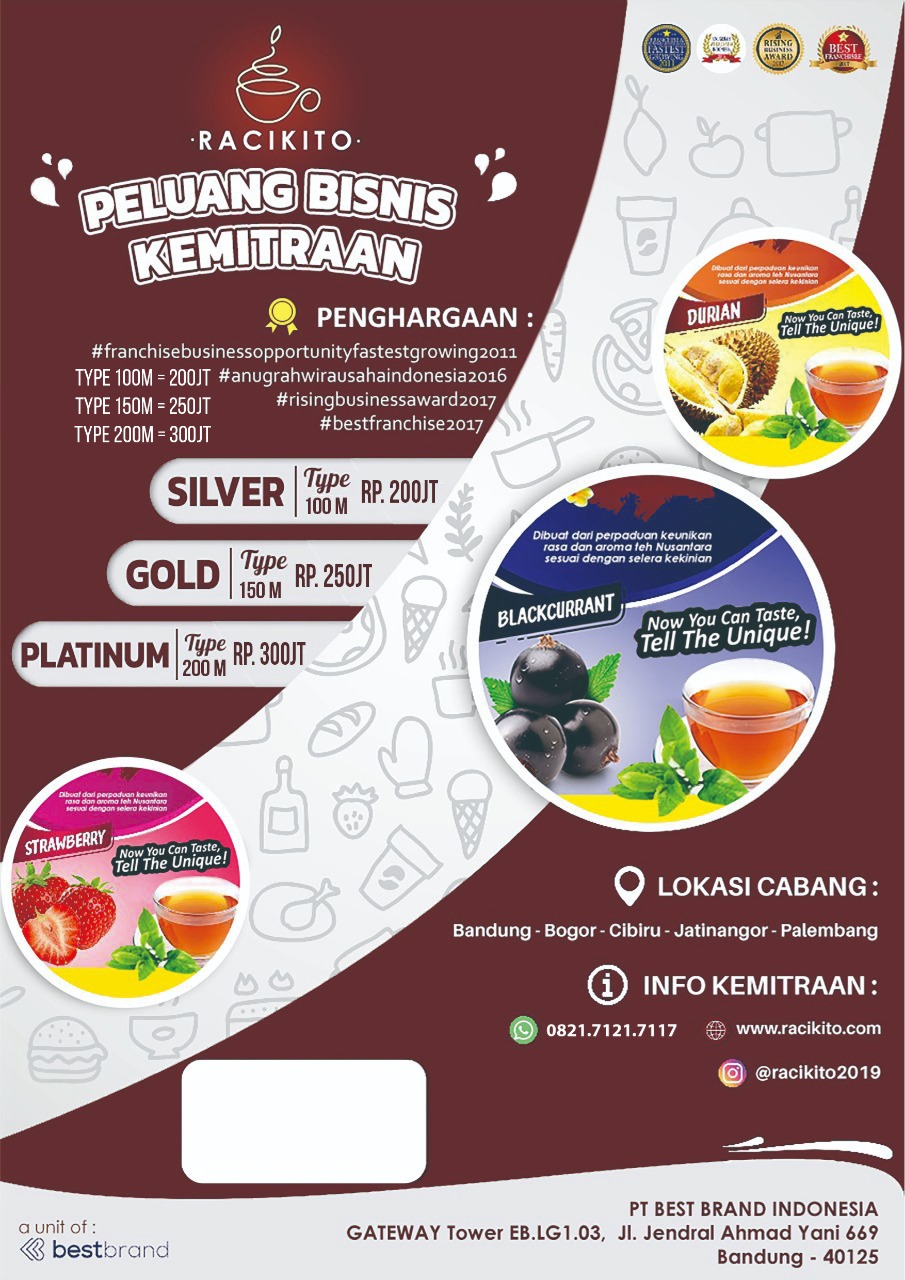 ·RACIKITO·
PELUANG BISNIS
KEMITRAAN
PENGHARGAAN :
#franchisebusinessopportunityfastestgrowing2011
#anugrahwirausahaindonesia2016
#risingbusinessaward2017
#bestfranchise2017
TYPE 100M = 200JT
TYPE 150M = 250JT
TYPE 200M = 300JT
SILVER
Type
100 M
RP. 200JT
GOLD
Type
150 M
RP. 250JT
PLATINUM
Type
200 M
RP. 300JT
FASTEST
GROWING
2011
RISING
BUSINESS
AWARD
2017
BEST
FRANCHISE
2017
Dibuat dari perpaduan keunikan
rasa dan aroma teh Nusantara
sesuai dengan selera kekinian
DURIAN
Now You Can Taste,
Tell The Unique!
Dibuat dari perpaduan keunikan
rasa dan aroma teh Nusantara
sesuai dengan selera kekinian
BLACKCURRANT
Now You Can Taste,
Tell The Unique!
Dibuat dari perpaduan keunikan
rasa dan aroma teh Nusantara
sesuai dengan selera kekinian
STRAWBERRY
Now You Can Taste,
Tell The Unique!
LOKASI CABANG :
Bandung - Bogor - Cibiru - Jatinangor - Palembang
INFO KEMITRAAN :
0821.7121.7117
www.racikito.com
@racikito2019
a unit of :
bestbrand
PT BEST BRAND INDONESIA
GATEWAY Tower EB.LG1.03, Jl. Jendral Ahmad Yani 669
Bandung - 40125